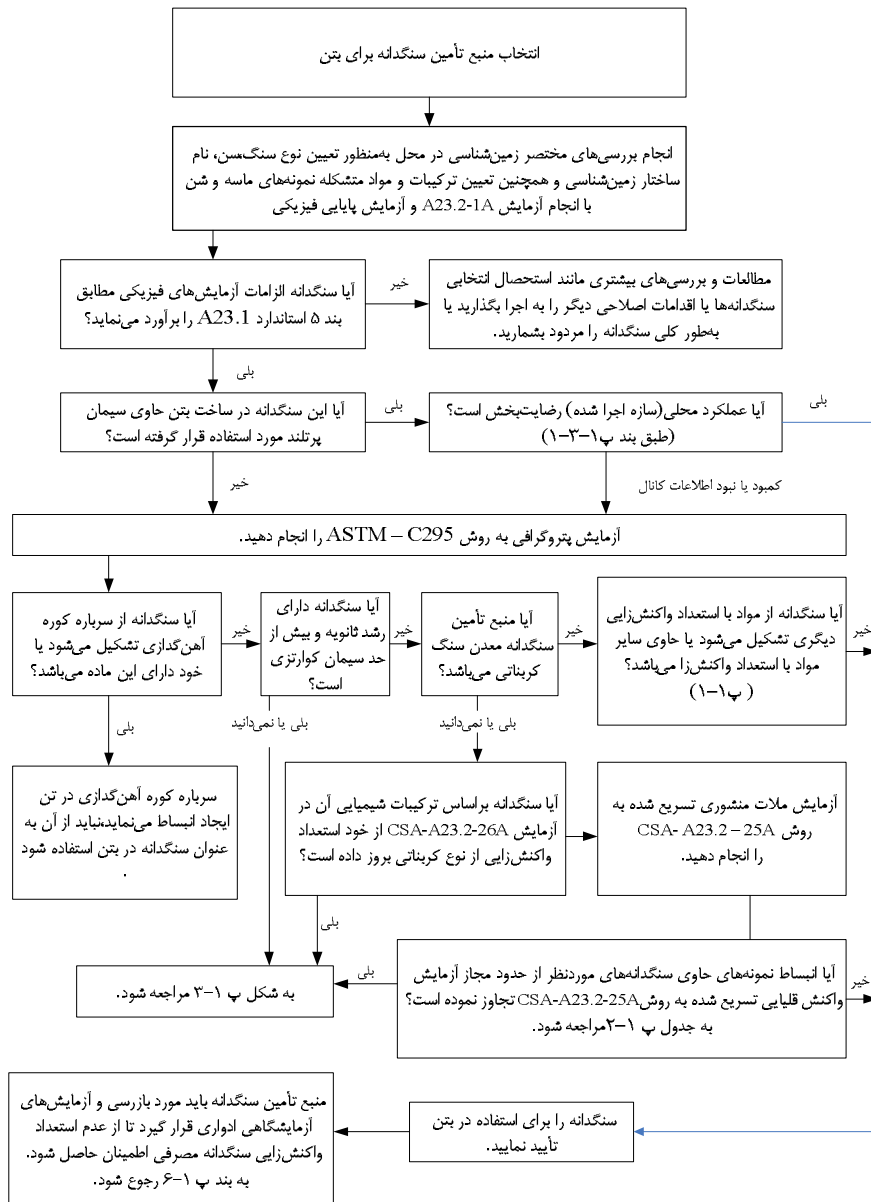 انتخاب منبع تأمین سنگدانه برای بتن
انجام بررسی‌های مختصر زمین‌شناسی در محل به‌منظور تعیین نوع سنگ،سن، نام
ساختار زمین‌شناسی و همچنین تعیین ترکیبات و مواد متشکله نمونه‌های ماسه و شن
با انجام آزمایش A23.2-1A و آزمایش پایایی فیزیکی
آیا سنگدانه الزامات آزمایش‌های فیزیکی مطابق
بند ۵ استاندارد A23.1 را برآورد می‌نماید؟
خیر
مطالعات و بررسی‌های بیشتری مانند استحصال انتخابی
سنگدانه‌ها یا اقدامات اصلاحی دیگر را به اجرا بگذارید یا
به‌طور کلی سنگدانه را مردود بشمارید.
بلی
آیا این سنگدانه در ساخت بتن حاوی سیمان
پرتلند مورد استفاده قرار گرفته است؟
بلی
آیا عملکرد محلی(سازه اجرا شده) رضایت‌بخش است؟
(طبق بند پ۱-۳-۱)
بلی
خیر
کمبود یا نبود اطلاعات کانال
آزمایش پتروگرافی به روش ASTM – C295 را انجام دهید.
آیا سنگدانه از سرباره کوره
آهن‌گدازی تشکیل می‌شود یا
خود دارای این ماده می‌باشد؟
خیر
آیا سنگدانه دارای
رشد ثانویه و بیش از
حد سیمان کوارتزی
است؟
خیر
آیا منبع تأمین
سنگدانه معدن سنگ
کربناتی می‌باشد؟
خیر
آیا سنگدانه از مواد با استعداد واکنش‌زایی
دیگری تشکیل می‌شود یا حاوی سایر
مواد با استعداد واکنش‌زا می‌باشد؟
( پ۱-۱)
خیر
بلی
بلی یا نمی‌دانید
بلی یا نمی‌دانید
سرباره کوره آهن‌گدازی در تن
ایجاد انبساط می‌نماید،نباید از آن به
عنوان سنگدانه در بتن استفاده شود
.
آیا سنگدانه براساس ترکیبات شیمیایی آن در
آزمایش CSA-A23.2-26A از خود استعداد
واکنش‌زایی از نوع کربناتی بروز داده است؟
آزمایش ملات منشوری تسریع شده به
روش CSA- A23.2 – 25A
را انجام دهید.
بلی
به شکل پ ۱-۳ مراجعه شود.
بلی
آیا انبساط نمونه‌های حاوی سنگدانه‌های موردنظر از حدود مجاز آزمایش
واکنش قلیایی تسریع شده به روشCSA-A23.2-25A تجاوز نموده است؟
به جدول پ ۱-۲مراجعه شود.
خیر
سنگدانه را برای استفاده در بتن
تأیید نمایید.
منبع تأمین سنگدانه باید مورد بازرسی و آزمایش‌های
آزمایشگاهی ادواری قرار گیرد تا از عدم استعداد
واکنش‌زایی سنگدانه مصرفی اطمینان حاصل شود.
به بند پ ۱-۶ رجوع شود.